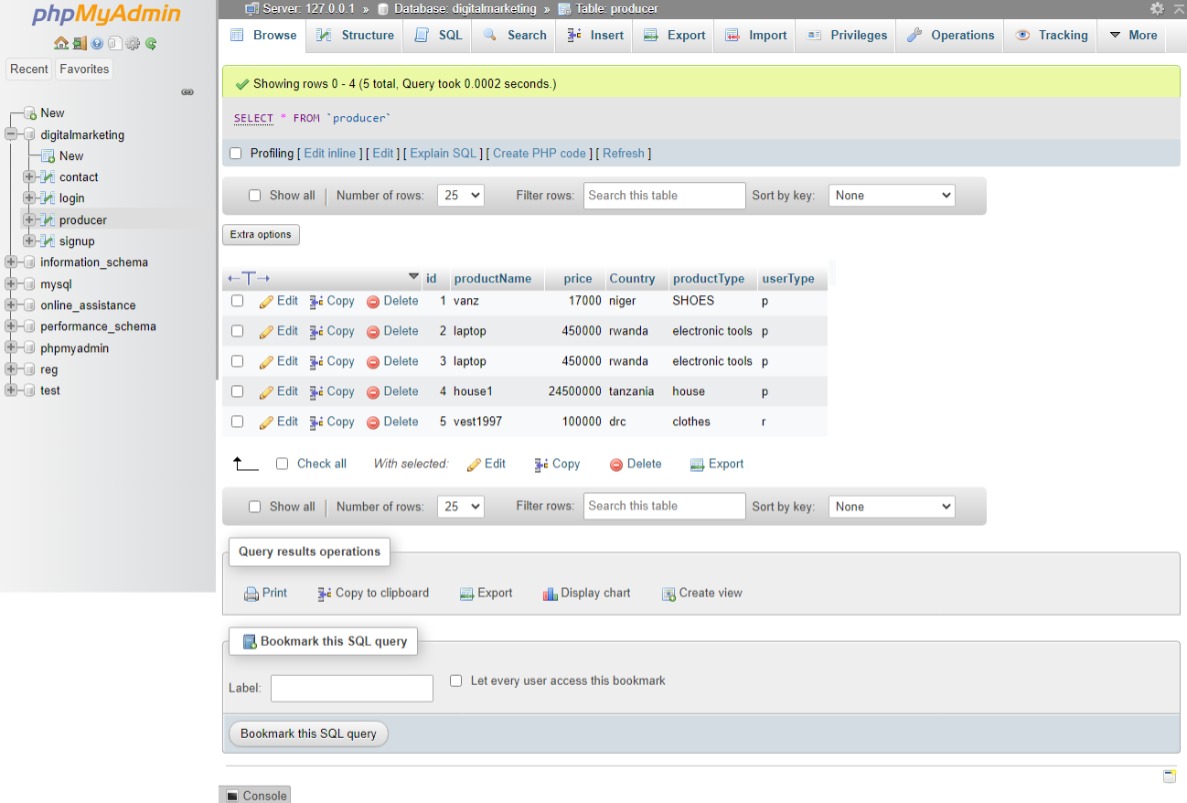 phpMyAdmin
Recent Favorites
New
digitalmarketing
New
contact
login
producer
signup
information_schema
mysql
online_assistance
performance_schema
phpmyadmin
reg
test
Server: 127.0.0.1 » Database: digitalmarketing » Table: producer
Browse Structure SQL Search Insert Export Import Privileges Operations Tracking More
Showing rows 0 - 4 (5 total, Query took 0.0002 seconds.)
SELECT * FROM `producer`
Profiling [ Edit inline ] [ Edit ] [ Explain SQL ] [ Create PHP code ] [ Refresh ]
Show all Number of rows: 25 Filter rows: Search this table Sort by key: None
Extra options
←T→ id productName price Country productType userType
Edit Copy Delete 1 vanz 17000 niger SHOES p
Edit Copy Delete 2 laptop 450000 rwanda electronic tools p
Edit Copy Delete 3 laptop 450000 rwanda electronic tools p
Edit Copy Delete 4 house1 24500000 tanzania house p
Edit Copy Delete 5 vest1997 100000 drc clothes r
Check all With selected: Edit Copy Delete Export
Show all Number of rows: 25 Filter rows: Search this table Sort by key: None
Query results operations
Print Copy to clipboard Export Display chart Create view
Bookmark this SQL query
Label: Let every user access this bookmark
Bookmark this SQL query
Console